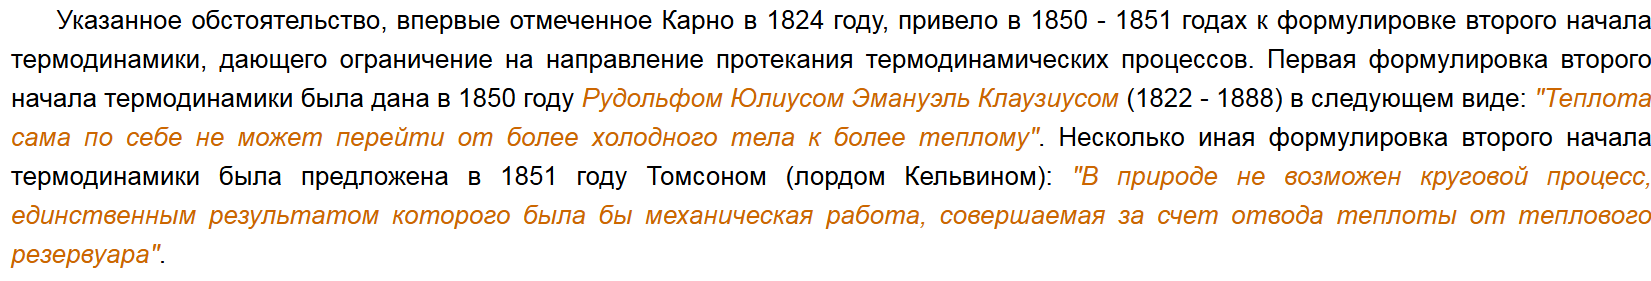 Указанное обстоятельство, впервые отмеченное Карно в 1824 году, привело в 1850 - 1851 годах к формулировке второго начала
термодинамики, дающего ограничение на направление протекания термодинамических процессов. Первая формулировка второго
начала термодинамики была дана в 1850 году Рудольфом Юлиусом Эмануэль Клаузиусом (1822 - 1888) в следующем виде: "Теплота
сама по себе не может перейти от более холодного тела к более теплому". Несколько иная формулировка второго начала
термодинамики была предложена в 1851 году Томсоном (лордом Кельвином): "В природе не возможен круговой процесс,
единственным результатом которого была бы механическая работа, совершаемая за счет отвода теплоты от теплового
резервуара".